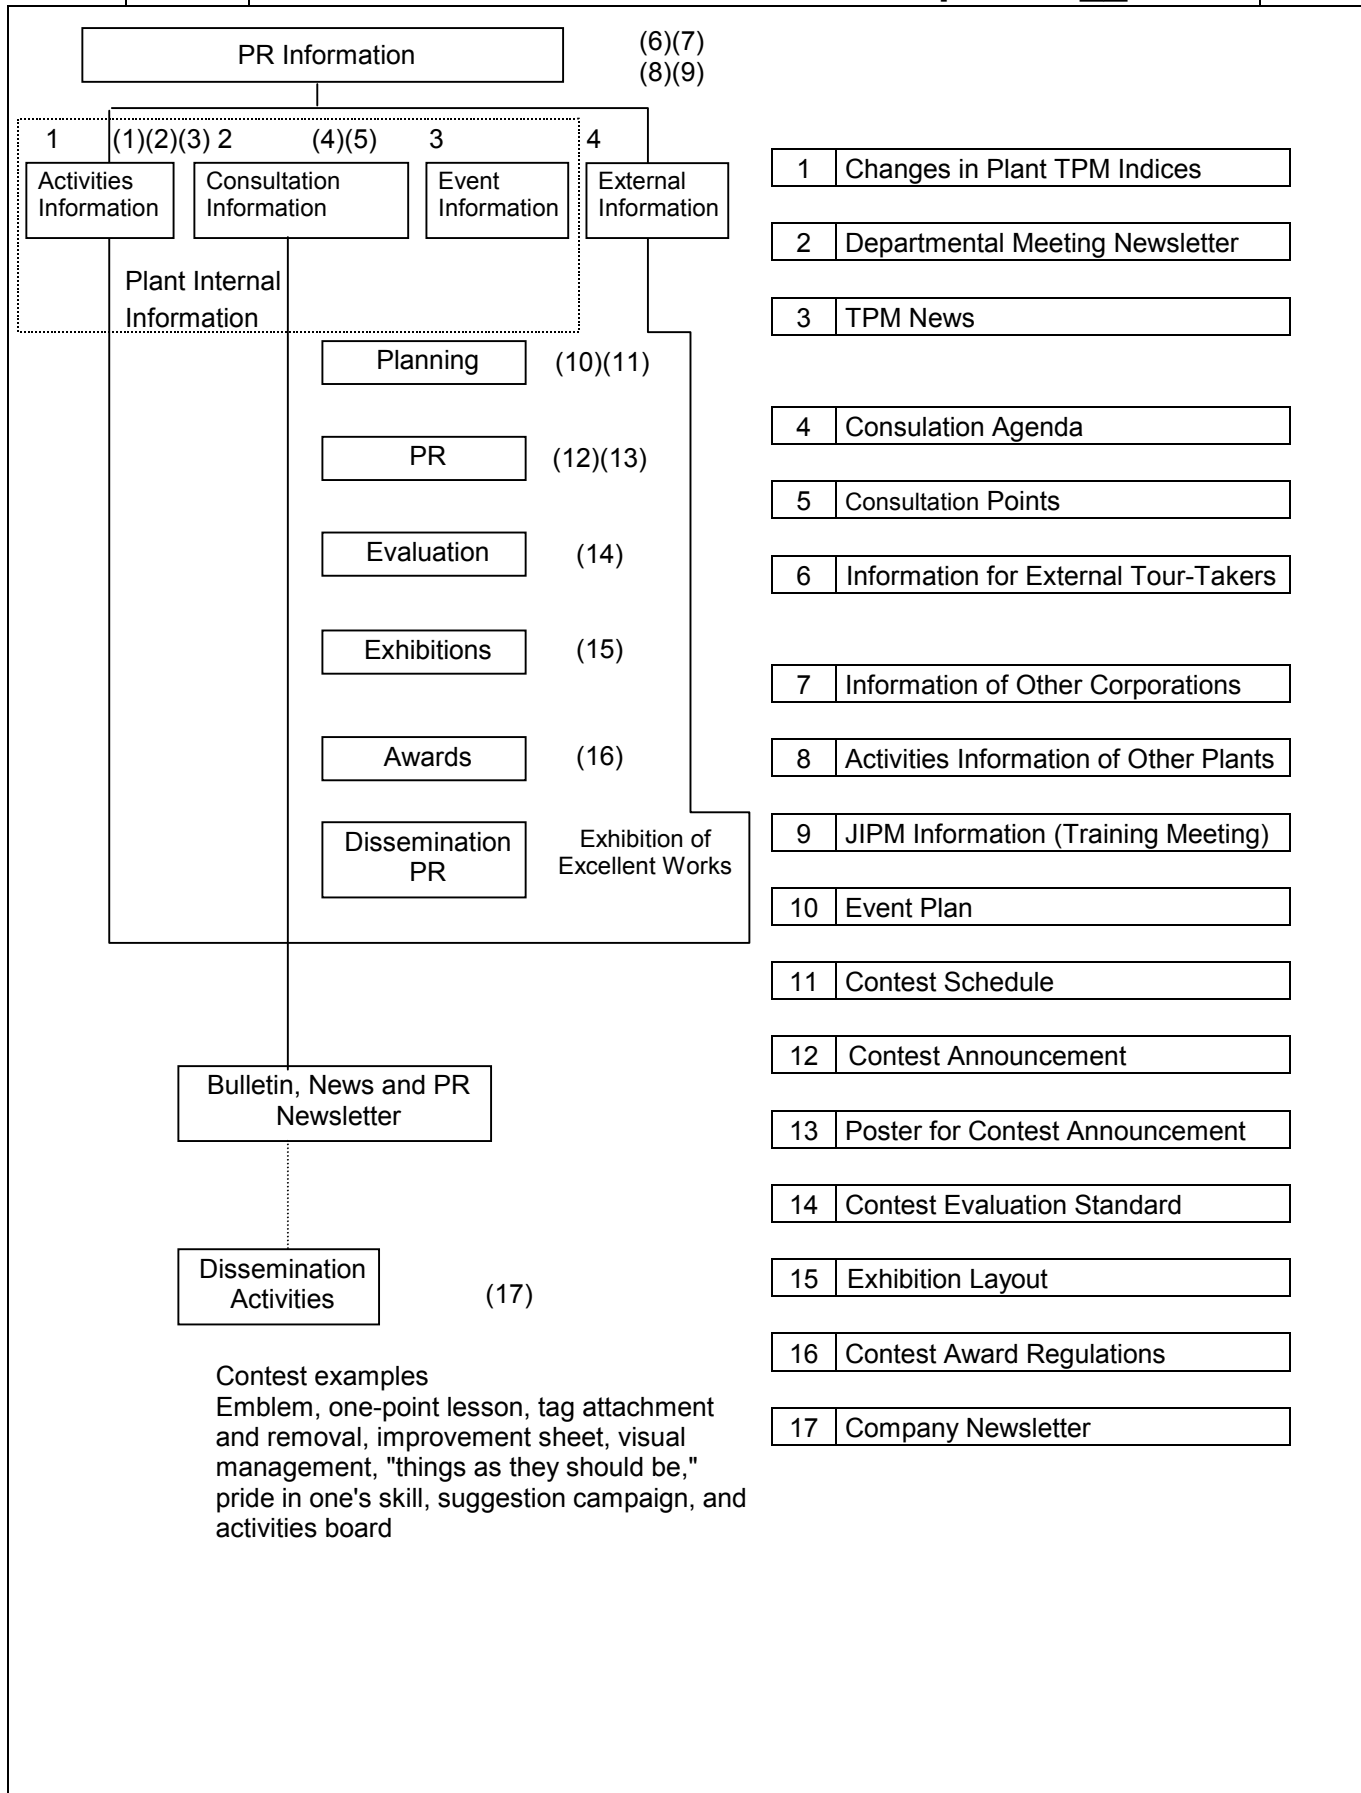 PR Information
(6)(7)
(8)(9)
1 (1)(2)(3) 2 (4)(5) 3 4
Activities
Information
Consultation
Information
Event
Information
External
Information
Plant Internal
Information
Planning (10)(11)
PR (12)(13)
Evaluation (14)
Exhibitions (15)
Awards (16)
Dissemination
PR
Exhibition of
Excellent Works
Bulletin, News and PR
Newsletter
Dissemination
Activities
(17)
Contest examples
Emblem, one-point lesson, tag attachment
and removal, improvement sheet, visual
management, "things as they should be,"
pride in one's skill, suggestion campaign, and
activities board
1 Changes in Plant TPM Indices
2 Departmental Meeting Newsletter
3 TPM News
4 Consulation Agenda
5 Consultation Points
6 Information for External Tour-Takers
7 Information of Other Corporations
8 Activities Information of Other Plants
9 JIPM Information (Training Meeting)
10 Event Plan
11 Contest Schedule
12 Contest Announcement
13 Poster for Contest Announcement
14 Contest Evaluation Standard
15 Exhibition Layout
16 Contest Award Regulations
17 Company Newsletter